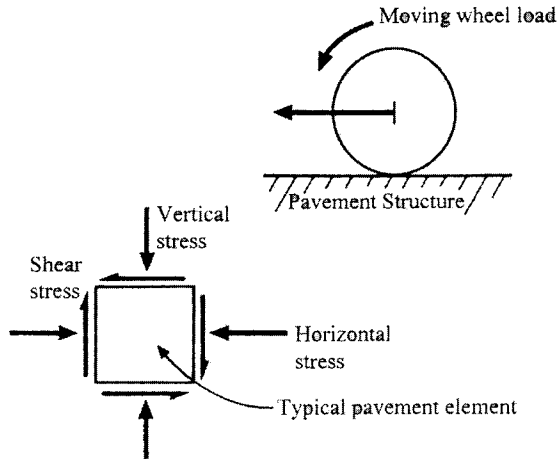 Moving wheel load
Pavement Structure
Vertical
stress
Shear
stress
Horizontal
stress
Typical pavement element